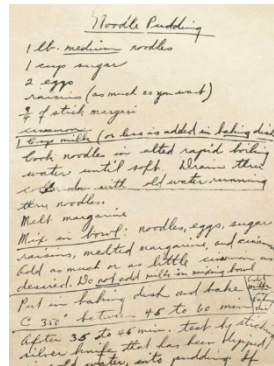 Noodle Pudding
1 lb. medium noodles
1 cup sugar
2 eggs
raisins (as much as you want)
of stick margarine
cinnamon
1 cup milk (or less is added in baking dish
Cook noodles in salted rapid boiling
water until soft. Drain thru
with cold water running
thru noodles.
Melt margarine
Mix in bowl: noodles, eggs, sugar
raisins, melted margarine, and cinnamon
Add as much or as little cinnamon as
desired. Do not add milk in mixing bowl
Put in baking dish and bake
350° between 45 to 60 min
After 35 to 45 min. test by sticking
silver knife that has been dipped
cold water, into pudding. If